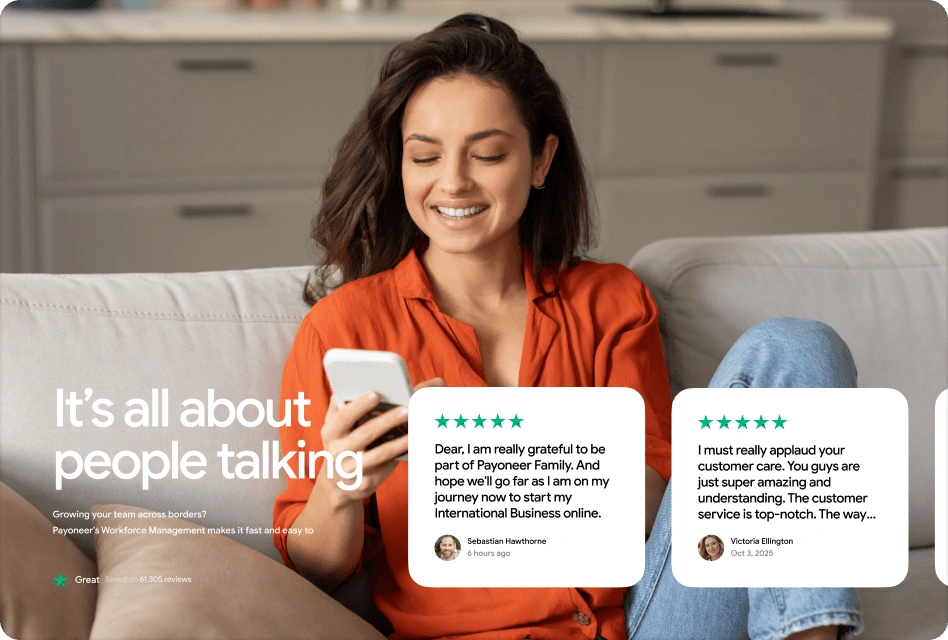 It's all about
people talking
Growing your team across borders?
Payoneer's Workforce Management makes it fast and easy to
Great Based on 61,305 reviews
Dear, I am really grateful to be
part of Payoneer Family. And
hope we'll go far as I am on my
journey now to start my
International Business online.
Sebastian Hawthorne
6 hours ago
I must really applaud your
customer care. You guys are
just super amazing and
understanding. The customer
service is top-notch. The way...
Victoria Ellington
Oct 3, 2025